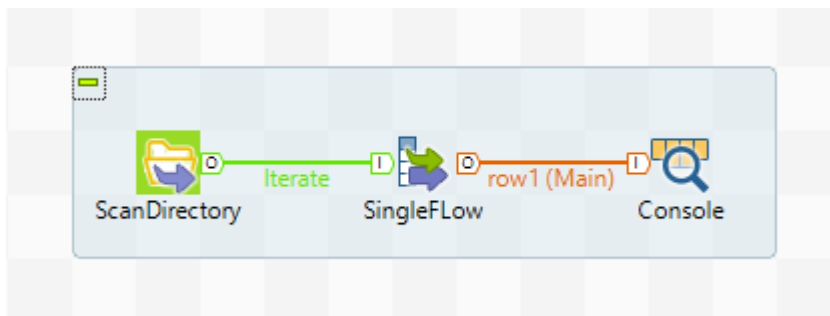 O
Iterate
I
O
row1 (Main)
I
ScanDirectory
SingleFLow
Console